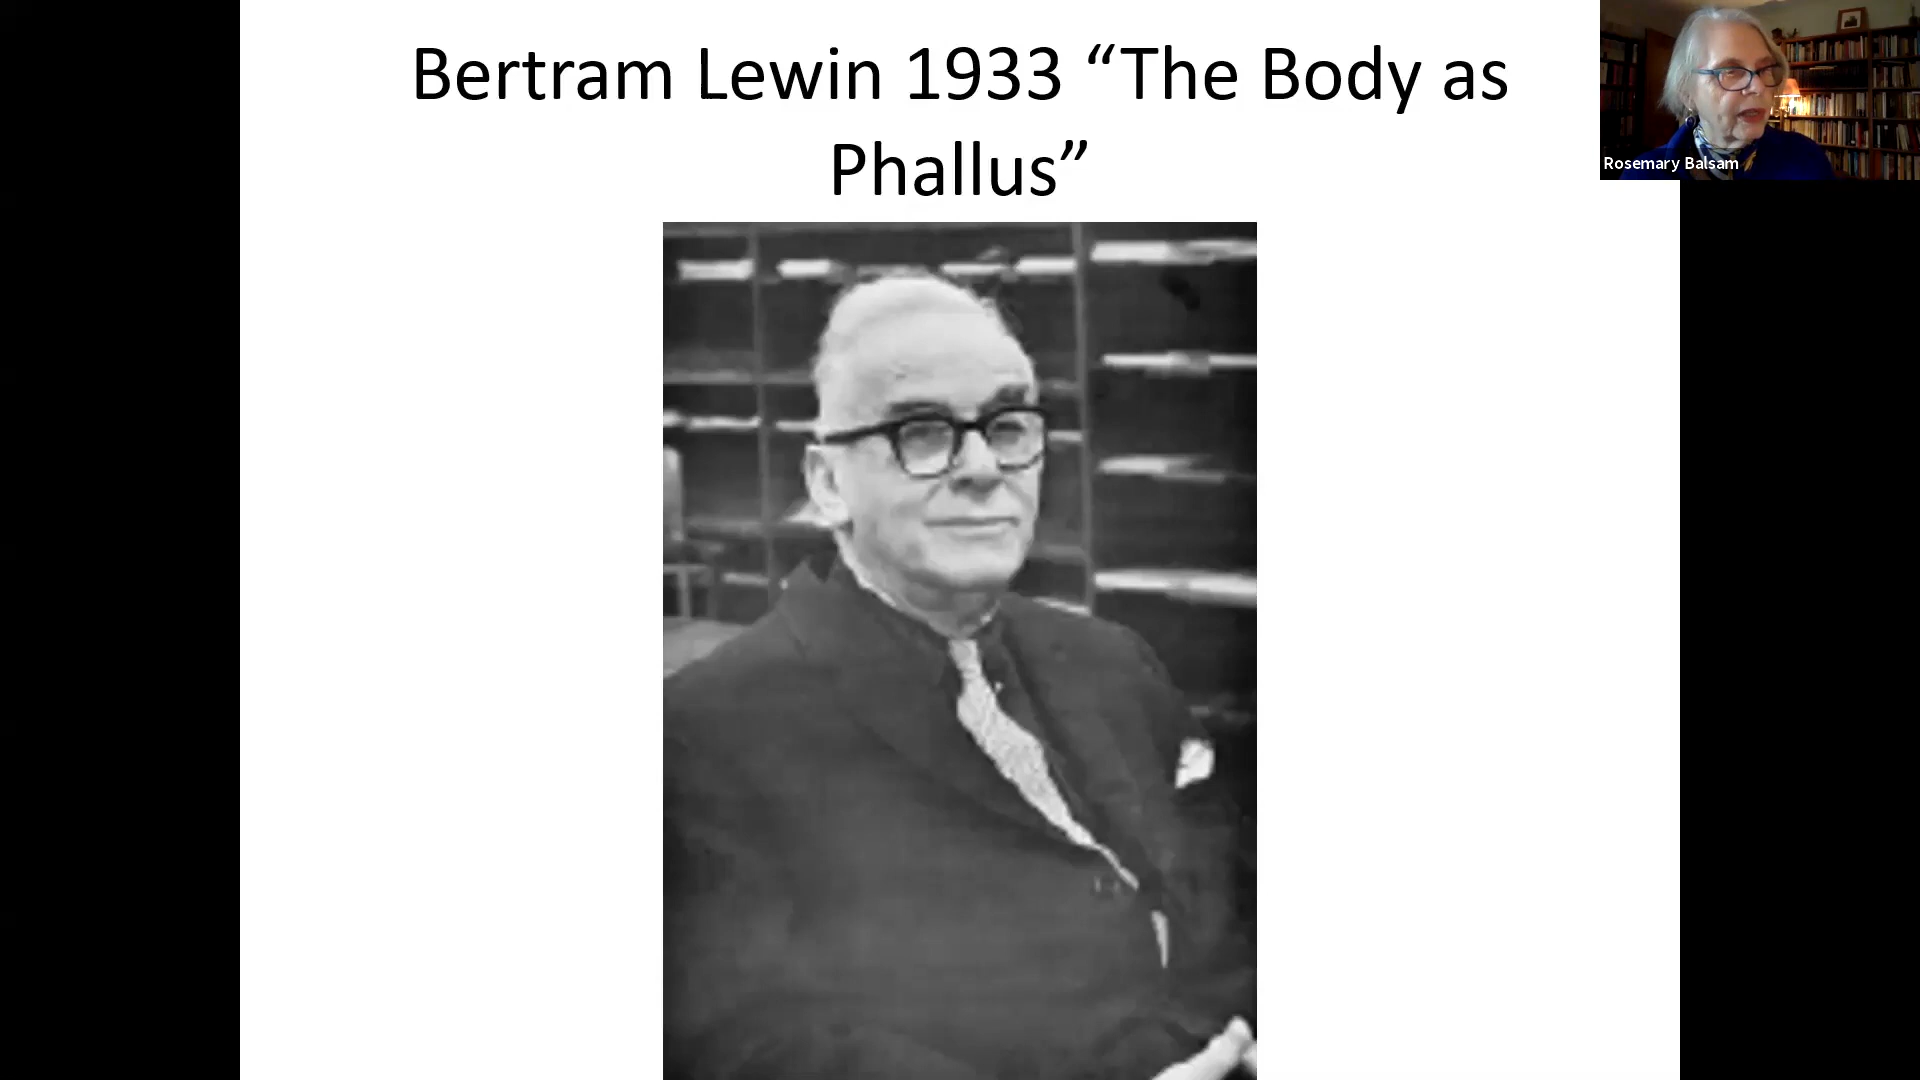 Bertram Lewin 1933 “The Body as
Phallus”
Rosemary Balsam